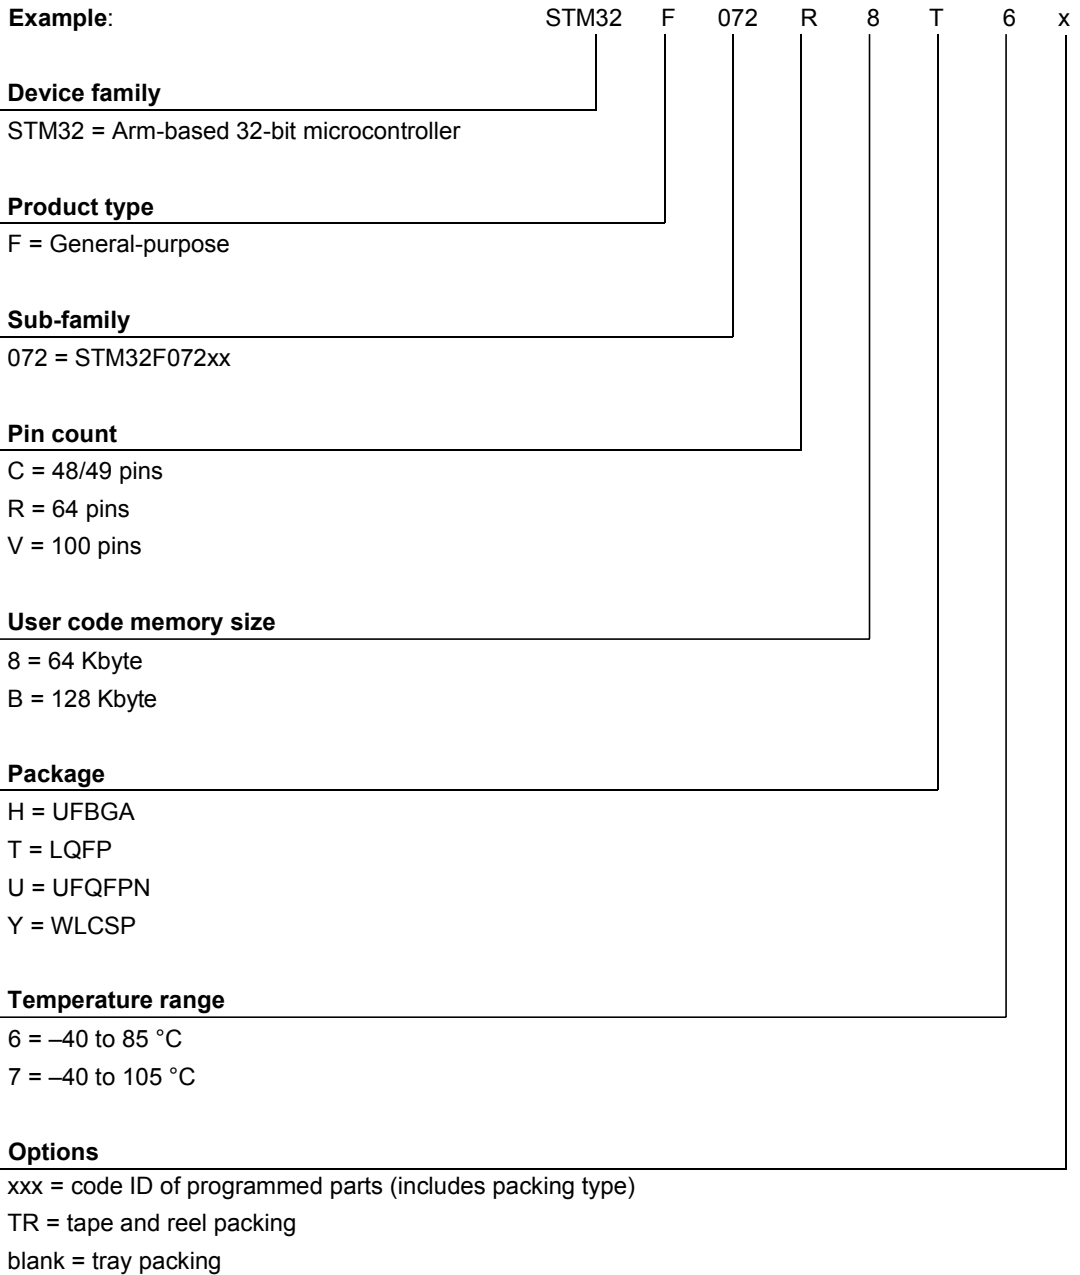 Example: STM32 F 072 R 8 T 6 x
Device family
STM32 = Arm-based 32-bit microcontroller
Product type
F = General-purpose
Sub-family
072 = STM32F072xx
Pin count
C = 48/49 pins
R = 64 pins
V = 100 pins
User code memory size
8 = 64 Kbyte
B = 128 Kbyte
Package
H = UFBGA
T = LQFP
U = UFQFPN
Y = WLCSP
Temperature range
6 = –40 to 85 °C
7 = –40 to 105 °C
Options
xxx = code ID of programmed parts (includes packing type)
TR = tape and reel packing
blank = tray packing